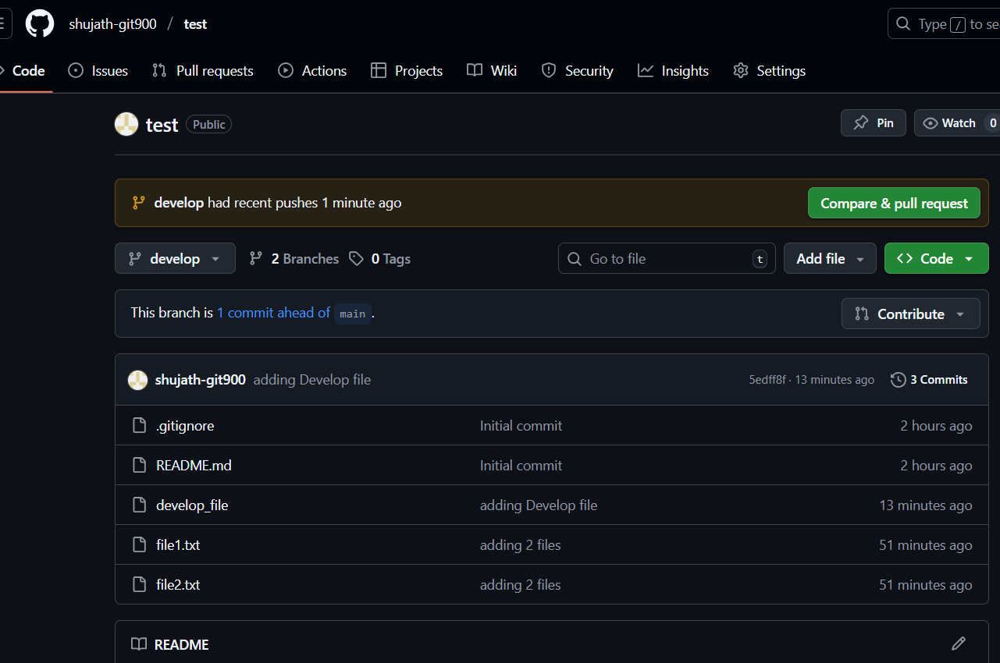 shujath-git900 / test
Type / to se
Code Issues Pull requests Actions Projects Wiki Security Insights Settings
test Public
Pin Watch 0
develop had recent pushes 1 minute ago
Compare & pull request
develop 2 Branches 0 Tags
Go to file t Add file Code
This branch is 1 commit ahead of main .
Contribute
shujath-git900 adding Develop file 5edff8f · 13 minutes ago 3 Commits
.gitignore Initial commit 2 hours ago
README.md Initial commit 2 hours ago
develop_file adding Develop file 13 minutes ago
file1.txt adding 2 files 51 minutes ago
file2.txt adding 2 files 51 minutes ago
README